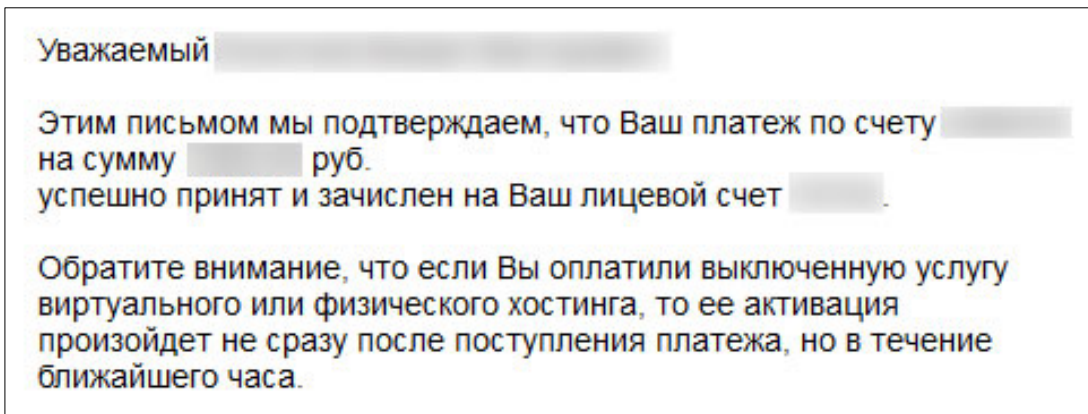 Уважаемый
Этим письмом мы подтверждаем, что Ваш платеж по счету
на сумму руб.
успешно принят и зачислен на Ваш лицевой счет .
Обратите внимание, что если Вы оплатили выключенную услугу
виртуального или физического хостинга, то ее активация
произойдет не сразу после поступления платежа, но в течение
ближайшего часа.